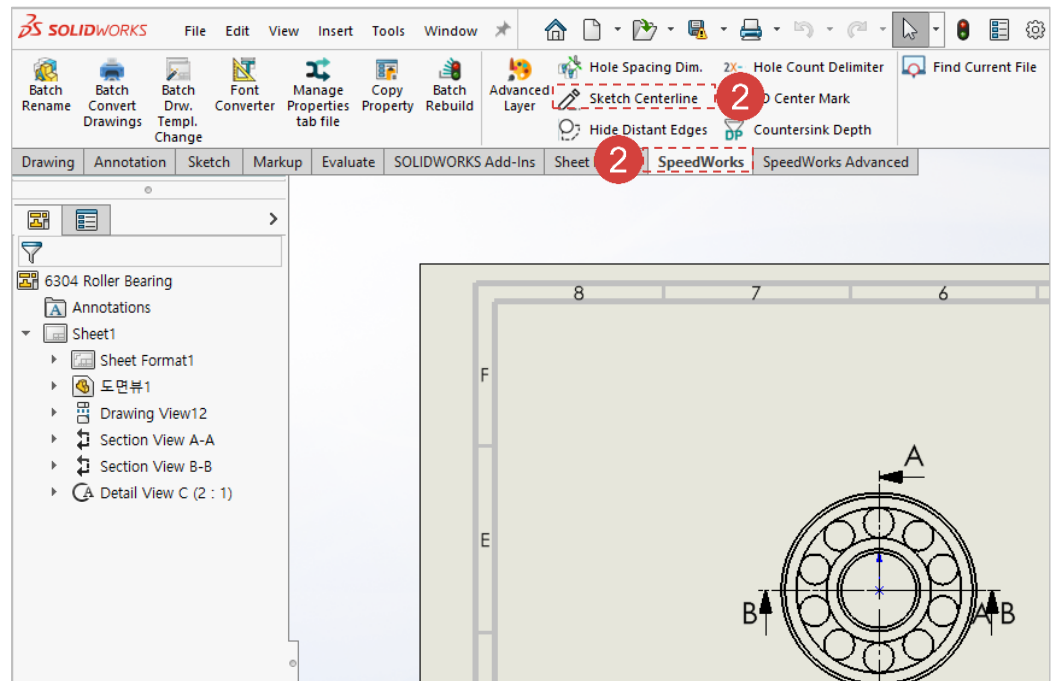 SOLIDWORKS File Edit View Insert Tools Window
Batch Rename
Batch Convert Drawings
Batch Drw. Templ. Change
Font Converter
Manage Properties tab file
Copy Property
Batch Rebuild
Advanced Layer
Hole Spacing Dim.
2X- Hole Count Delimiter
Find Current File
Sketch Centerline
2
Center Mark
Hide Distant Edges
DP Countersink Depth
Drawing Annotation Sketch Markup Evaluate SOLIDWORKS Add-Ins Sheet 2 SpeedWorks SpeedWorks Advanced
6304 Roller Bearing
A Annotations
Sheet1
Sheet Format1
도면뷰1
Drawing View12
Section View A-A
Section View B-B
A Detail View C (2 : 1)
8 7 6
F
A
E
B A B